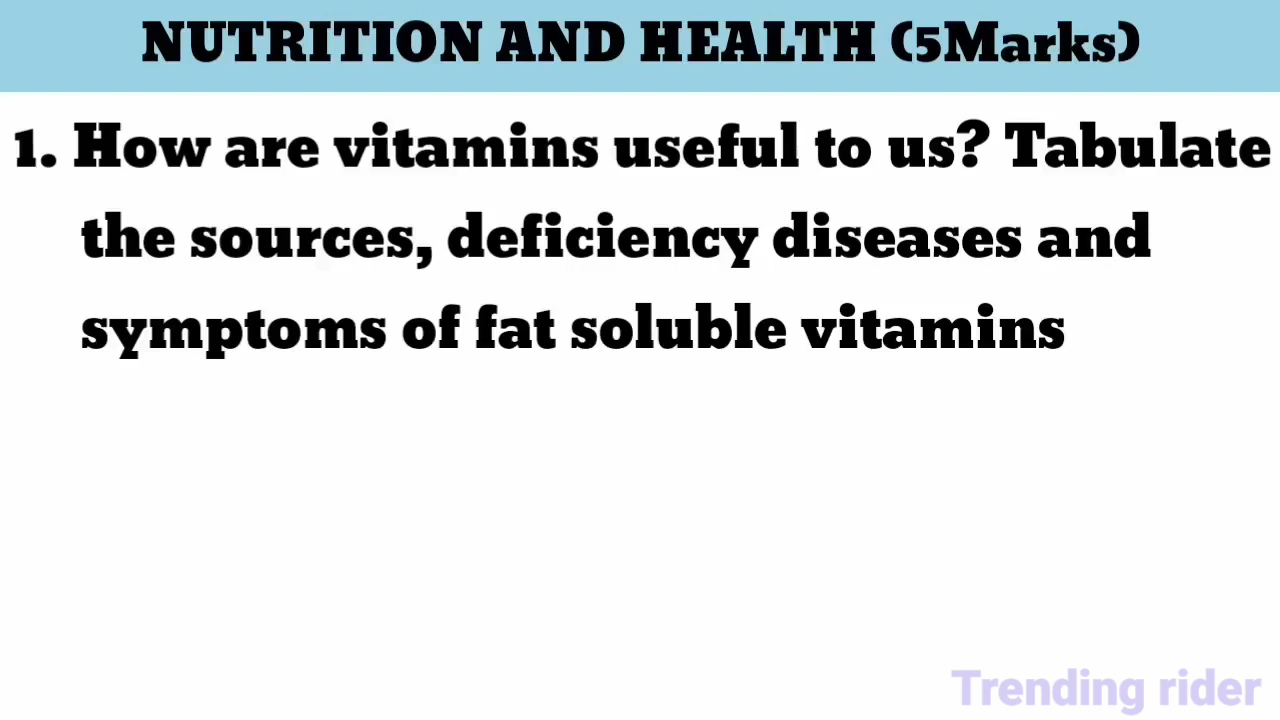 NUTRITION AND HEALTH (5Marks)
1. How are vitamins useful to us? Tabulate
the sources, deficiency diseases and
symptoms of fat soluble vitamins
Trending rider